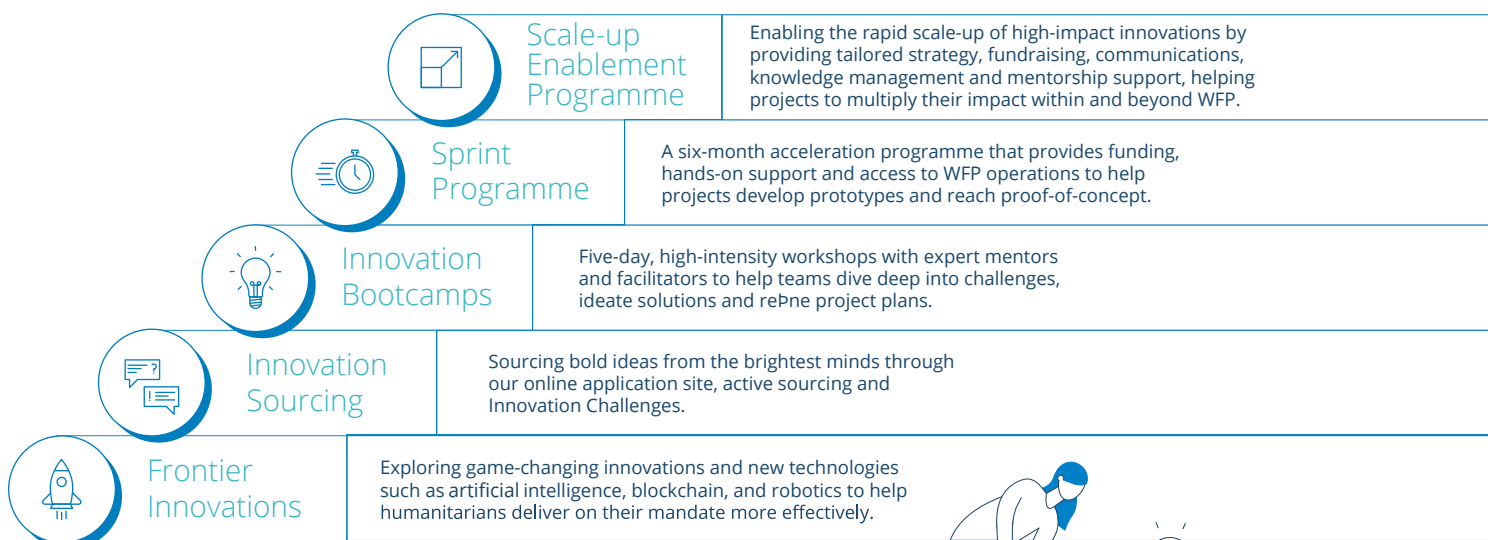 Scale-up
Enablement
Programme
Enabling the rapid scale-up of high-impact innovations by
providing tailored strategy, fundraising, communications,
knowledge management and mentorship support, helping
projects to multiply their impact within and beyond WFP.
Sprint
Programme
A six-month acceleration programme that provides funding,
hands-on support and access to WFP operations to help
projects develop prototypes and reach proof-of-concept.
Innovation
Bootcamps
Five-day, high-intensity workshops with expert mentors
and facilitators to help teams dive deep into challenges,
ideate solutions and reÞne project plans.
Innovation
Sourcing
Sourcing bold ideas from the brightest minds through
our online application site, active sourcing and
Innovation Challenges.
Frontier
Innovations
Exploring game-changing innovations and new technologies
such as artificial intelligence, blockchain, and robotics to help
humanitarians deliver on their mandate more effectively.